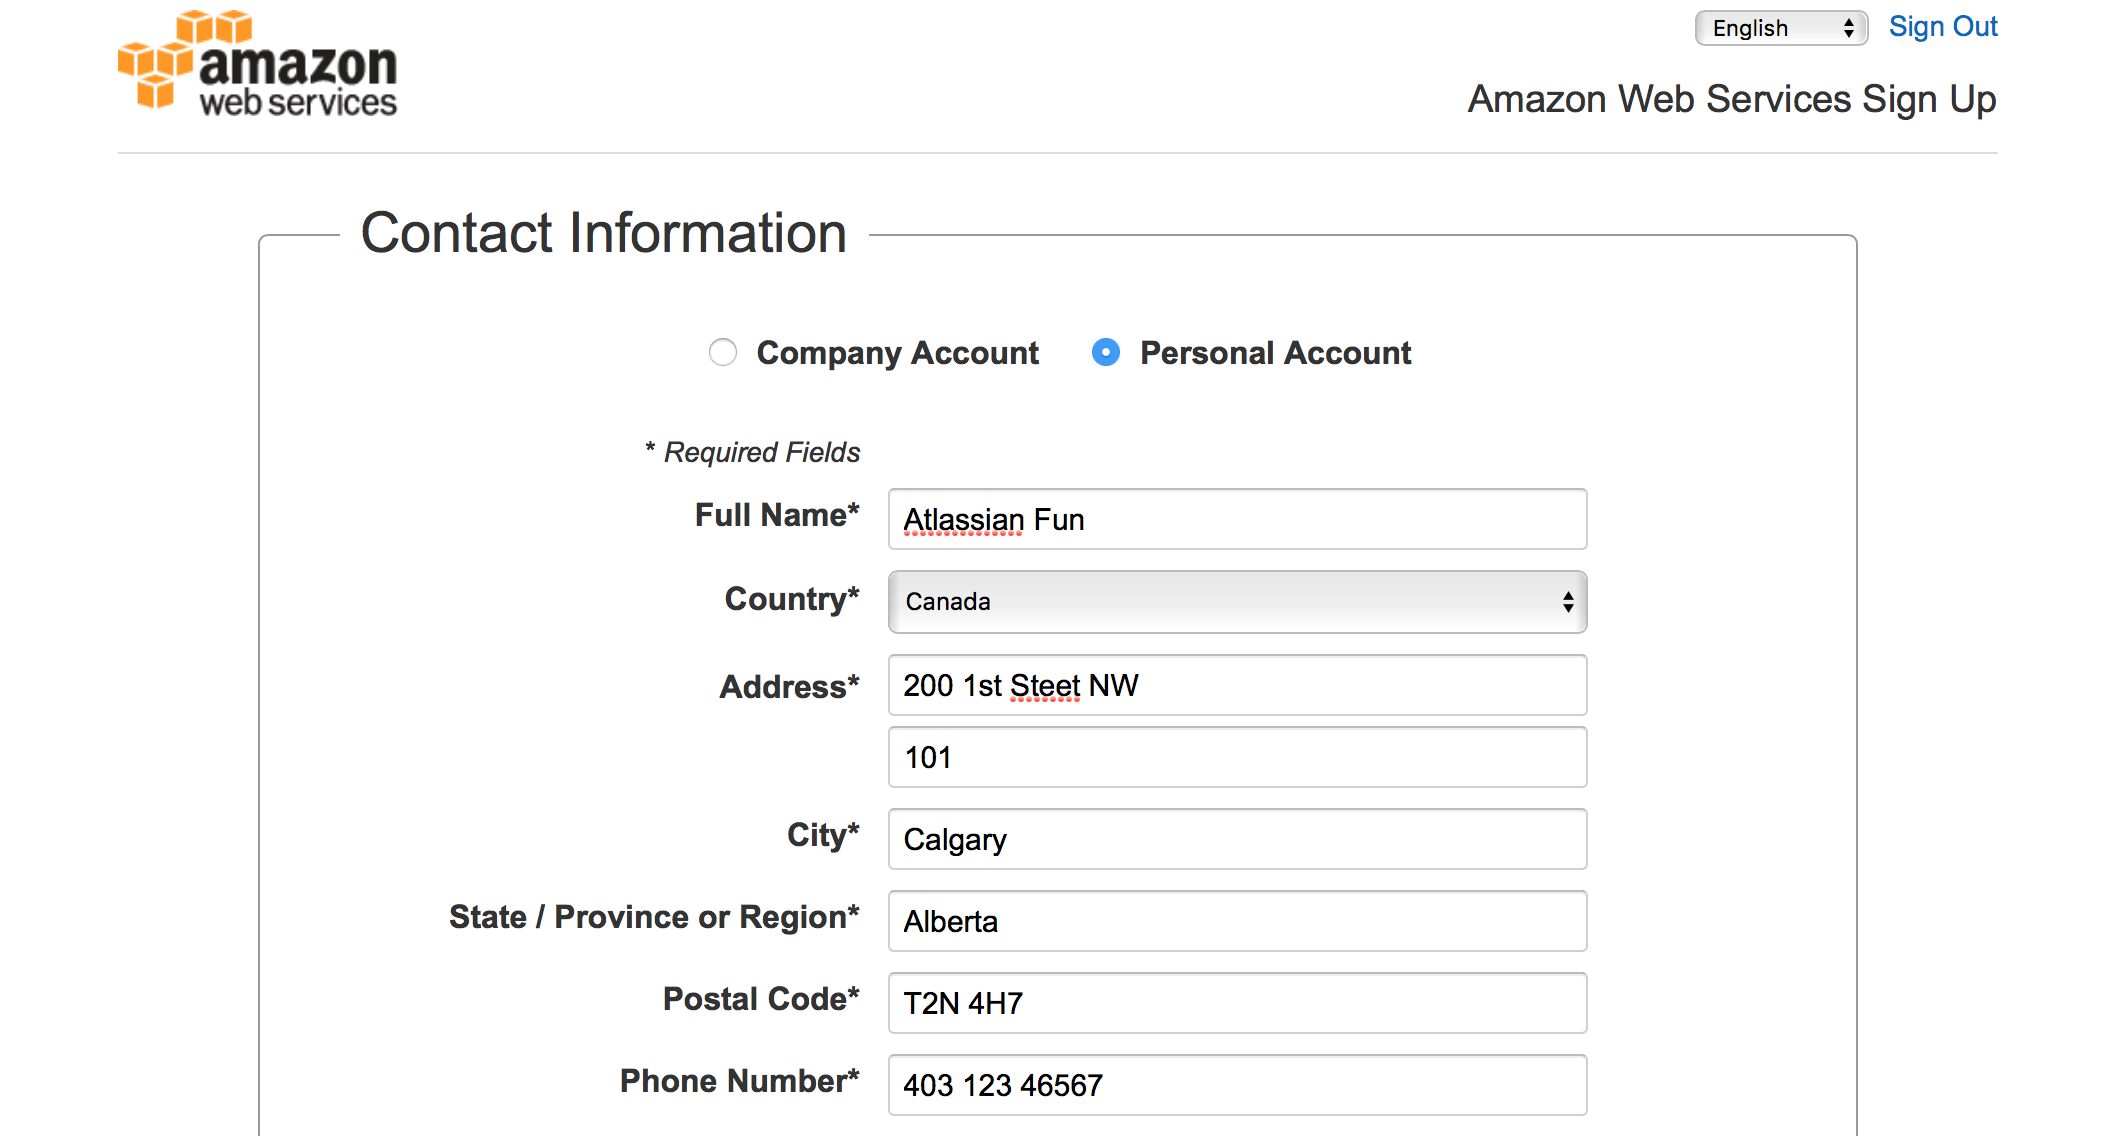 amazon
web services
English
Sign Out
Amazon Web Services Sign Up
Contact Information
Company Account
Personal Account
* Required Fields
Full Name*
Atlassian Fun
Country*
Canada
Address*
200 1st Steet NW
101
City*
Calgary
State / Province or Region*
Alberta
Postal Code*
T2N 4H7
Phone Number*
403 123 46567